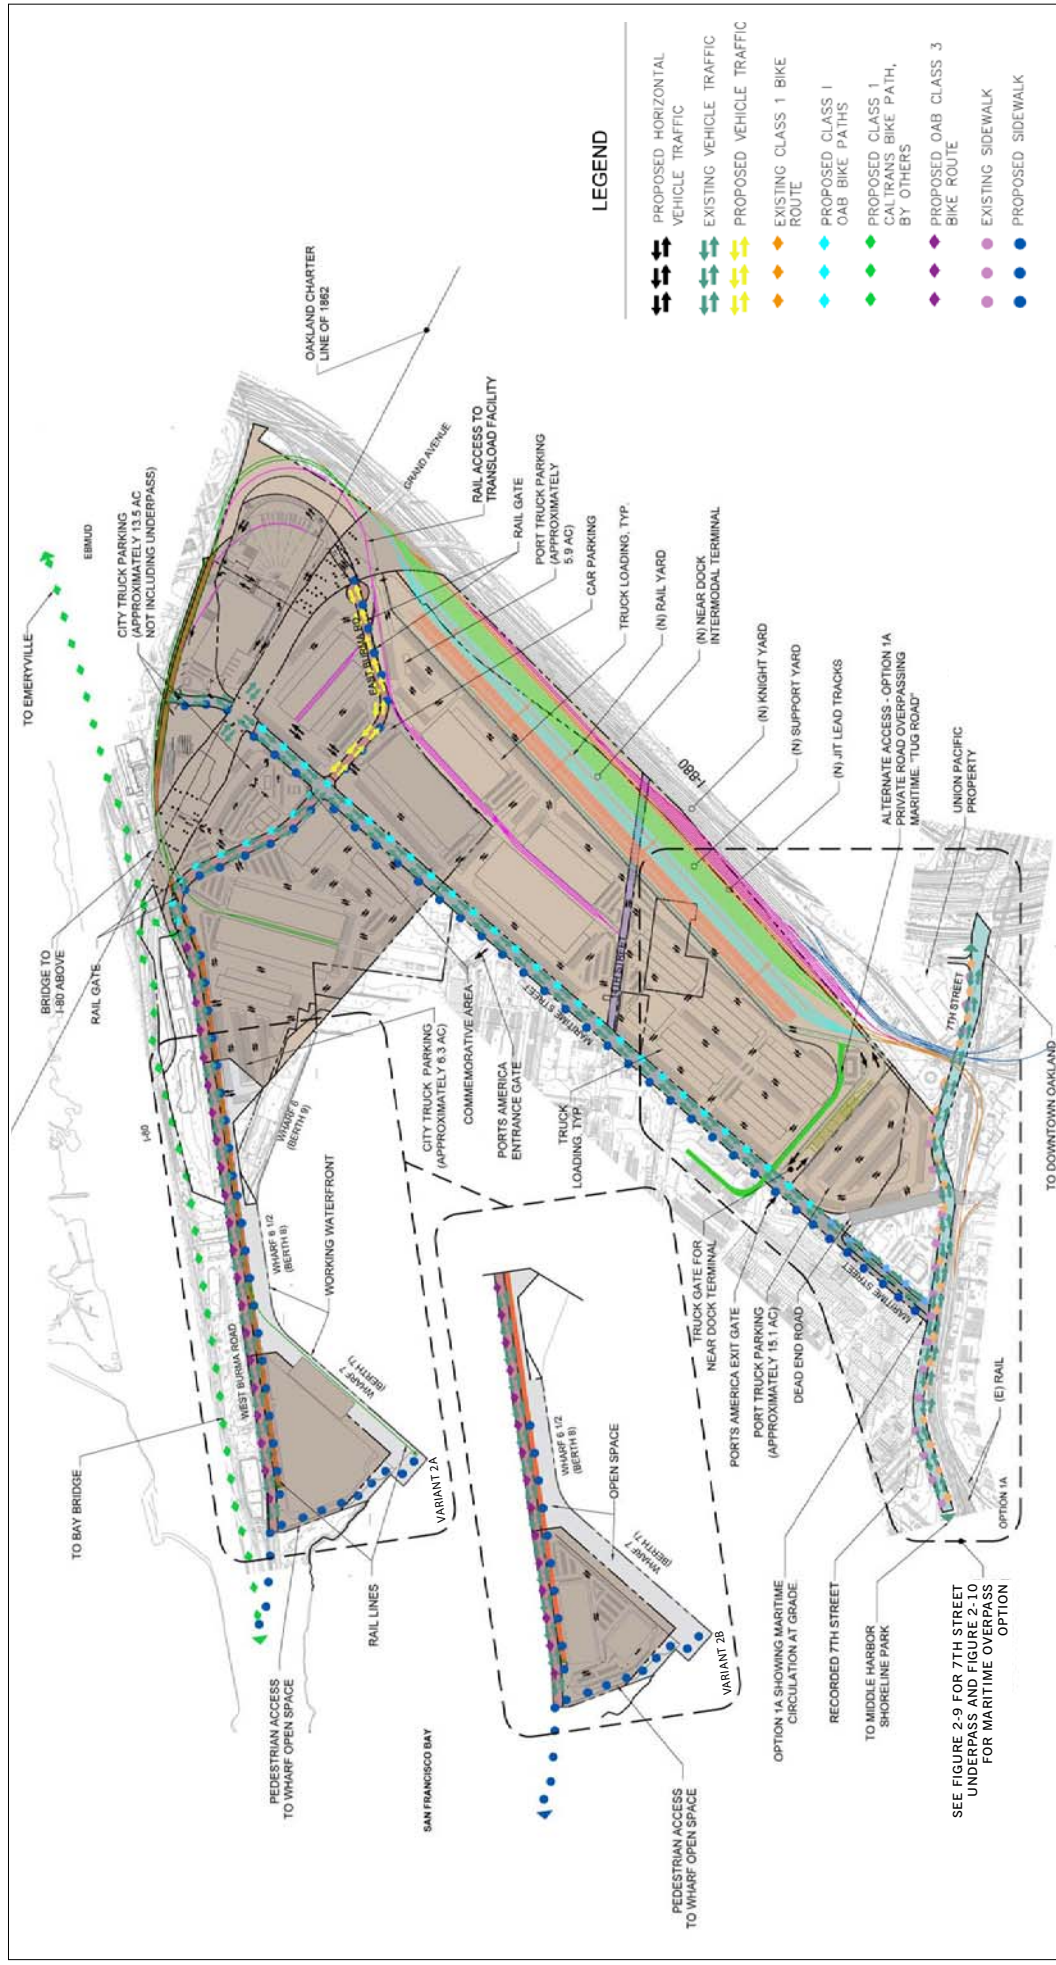 LEGEND
PROPOSED HORIZONTAL
VEHICLE TRAFFIC
EXISTING VEHICLE TRAFFIC
PROPOSED VEHICLE TRAFFIC
EXISTING CLASS 1 BIKE
ROUTE
PROPOSED CLASS I
OAB BIKE PATHS
PROPOSED CLASS 1
CALTRANS BIKE PATH,
BY OTHERS
PROPOSED OAB CLASS 3
BIKE ROUTE
EXISTING SIDEWALK
PROPOSED SIDEWALK
TO EMERYVILLE
EBMUD
CITY TRUCK PARKING
(APPROXIMATELY 13.5 AC
NOT INCLUDING UNDERPASS)
OAKLAND CHARTER
LINE OF 1862
GRAND AVENUE
RAIL ACCESS TO
TRANSLOAD FACILITY
RAIL GATE
PORT TRUCK PARKING
(APPROXIMATELY
5.9 AC)
CAR PARKING
TRUCK LOADING, TYP.
(N) RAIL YARD
(N) NEAR DOCK
INTERMODAL TERMINAL
I-880
(N) KNIGHT YARD
(N) SUPPORT YARD
(N) JIT LEAD TRACKS
ALTERNATE ACCESS - OPTION 1A
PRIVATE ROAD OVERPASSING
MARITIME. "TUG ROAD"
UNION PACIFIC
PROPERTY
EAST BURMA RD
BRIDGE TO
I-80 ABOVE
RAIL GATE
I-80
WHARF 6
(BERTH 9)
CITY TRUCK PARKING
(APPROXIMATELY 6.3 AC)
COMMEMORATIVE AREA
PORTS AMERICA
ENTRANCE GATE
MARITIME STREET
14TH STREET
TRUCK
LOADING, TYP.
7TH STREET
TO DOWNTOWN OAKLAND
WHARF 6 1/2
(BERTH 8)
WORKING WATERFRONT
WEST BURMA ROAD
WHARF 7
(BERTH 7)
TO BAY BRIDGE
VARIANT 2A
RAIL LINES
PEDESTRIAN ACCESS
TO WHARF OPEN SPACE
SAN FRANCISCO BAY
WHARF 6 1/2
(BERTH 8)
OPEN SPACE
WHARF 7
(BERTH 7)
VARIANT 2B
PEDESTRIAN ACCESS
TO WHARF OPEN SPACE
TRUCK GATE FOR
NEAR DOCK TERMINAL
PORTS AMERICA EXIT GATE
PORT TRUCK PARKING
(APPROXIMATELY 15.1 AC)
DEAD END ROAD
MARITIME STREET
(E) RAIL
OPTION 1A
OPTION 1A SHOWING MARITIME
CIRCULATION AT GRADE.
RECORDED 7TH STREET
TO MIDDLE HARBOR
SHORELINE PARK
SEE FIGURE 2-9 FOR 7TH STREET
UNDERPASS AND FIGURE 2-10
FOR MARITIME OVERPASS
OPTION